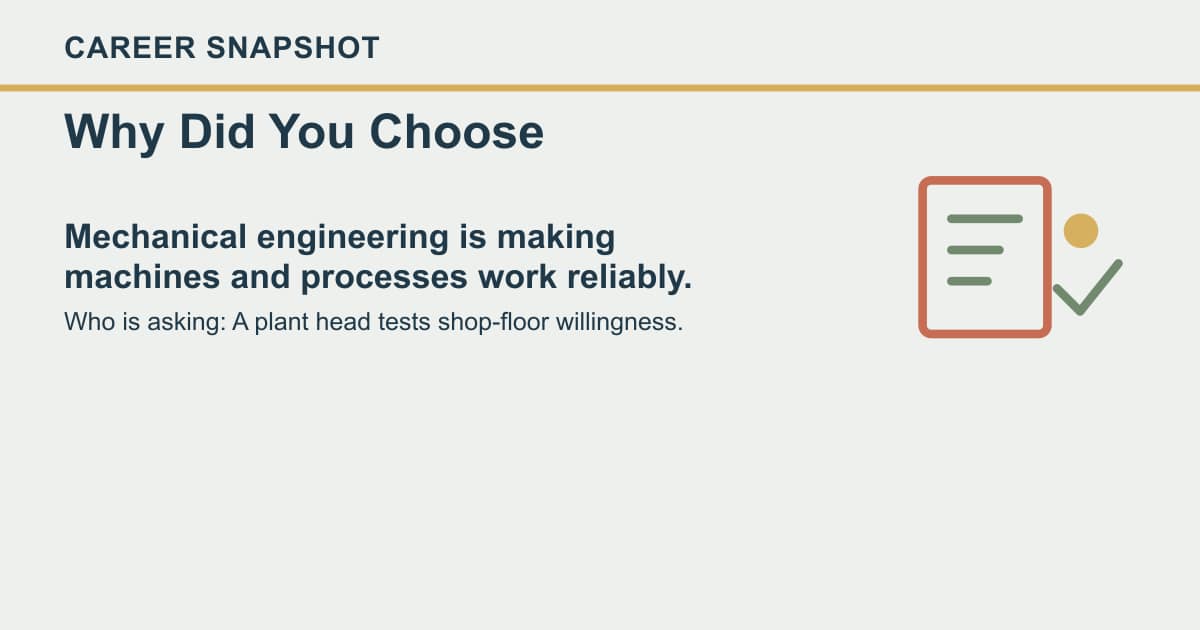 CAREER SNAPSHOT
Why Did You Choose
Mechanical engineering is making
machines and processes work reliably.
Who is asking: A plant head tests shop-floor willingness.